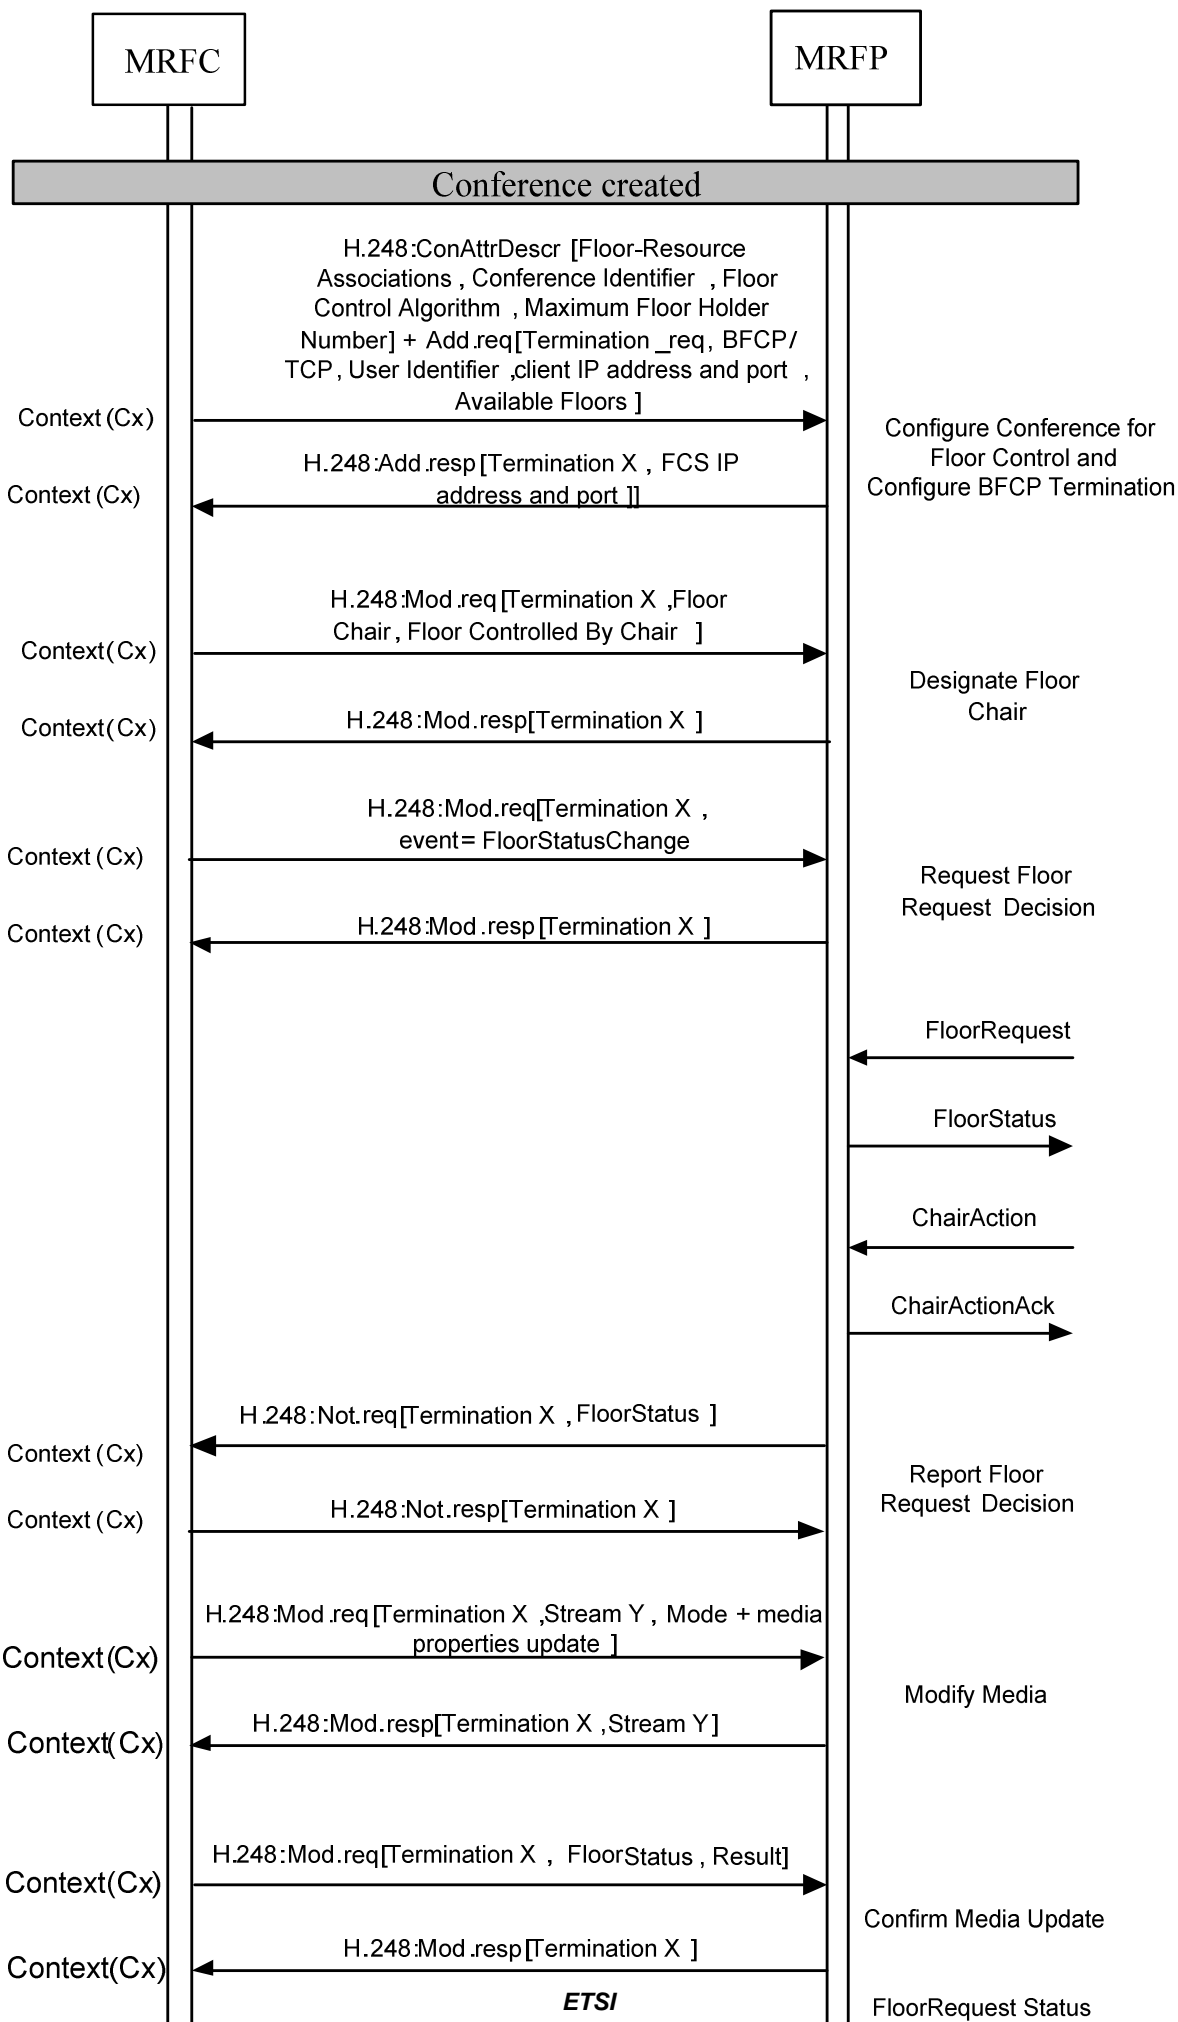 MRFC
MRFP
Conference created
H.248:ConAttrDescr [Floor-Resource
Associations, Conference Identifier, Floor
Control Algorithm, Maximum Floor Holder
Number] + Add.req[Termination_req, BFCP/
TCP, User Identifier ,client IP address and port ,
Available Floors ]
Context (Cx)
Configure Conference for
Floor Control and
Configure BFCP Termination
H.248:Add.resp[Termination X , FCS IP
address and port ]]
Context (Cx)
H.248:Mod.req[Termination X ,Floor
Chair, Floor Controlled By Chair ]
Context(Cx)
Designate Floor
Chair
H.248:Mod.resp[Termination X ]
Context(Cx)
H.248:Mod.req[Termination X ,
event= FloorStatusChange
Context (Cx)
Request Floor
Request Decision
H.248:Mod.resp[Termination X ]
Context (Cx)
FloorRequest
FloorStatus
ChairAction
ChairActionAck
H.248:Not.req[Termination X , FloorStatus ]
Context (Cx)
Report Floor
Request Decision
H.248:Not.resp[Termination X ]
Context (Cx)
H.248:Mod.req[Termination X ,Stream Y , Mode + media
properties update ]
Context(Cx)
Modify Media
H.248:Mod.resp[Termination X ,Stream Y]
Context(Cx)
H.248:Mod.req[Termination X , FloorStatus , Result]
Context(Cx)
Confirm Media Update
H.248:Mod.resp[Termination X ]
Context(Cx)
ETSI
FloorRequest Status